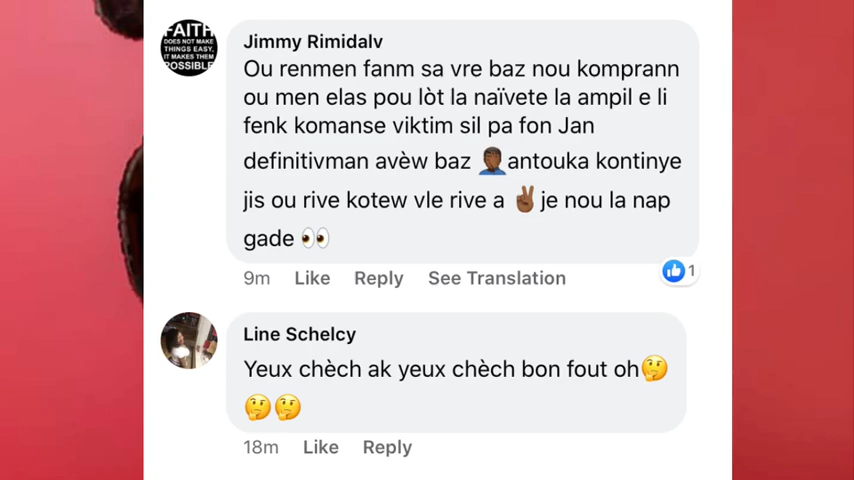 FAITH
DOES NOT MAKE
THINGS EASY,
IT MAKES THEM
POSSIBLE
Jimmy Rimidalv
Ou renmen fanm sa vre baz nou komprann
ou men elas pou lòt la naïvete la ampil e li
fenk komanse viktim sil pa fon Jan
definitivman avèw baz 🤦🏾‍♂️antouka kontinye
jis ou rive kotew vle rive a ✌🏾je nou la nap
gade 👀
9m Like Reply See Translation 1
Line Schelcy
Yeux chèch ak yeux chèch bon fout oh🤔
🤔🤔
18m Like Reply